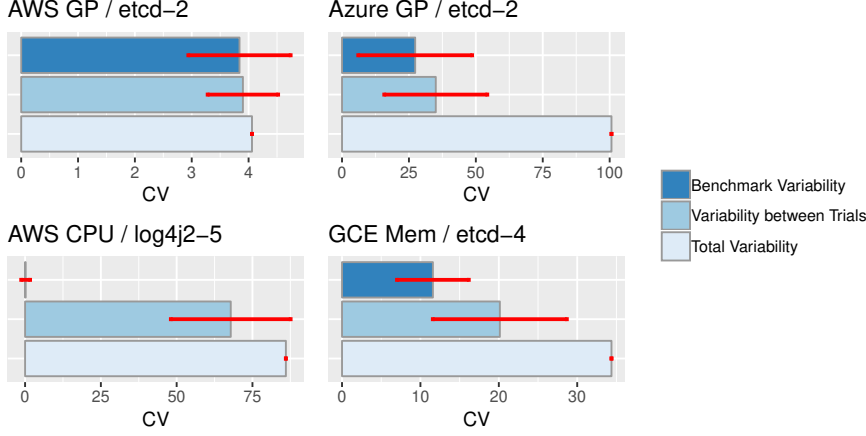 AWS GP / etcd−2
0 1 2 3 4
CV
Azure GP / etcd−2
0 25 50 75 100
CV
AWS CPU / log4j2−5
0 25 50 75
CV
GCE Mem / etcd−4
0 10 20 30
CV
Benchmark Variability
Variability between Trials
Total Variability